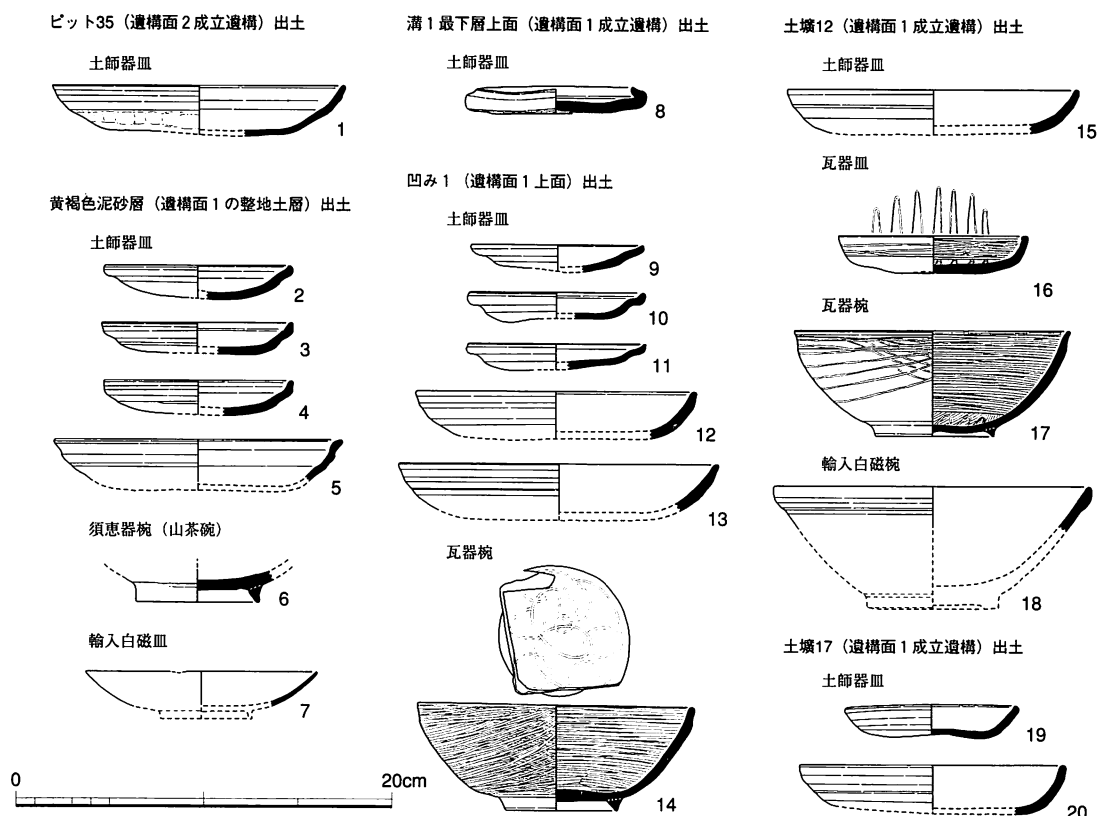 ピット35（遺構面２成立遺構）出土
土師器皿
1
黄褐色泥砂層（遺構面１の整地土層）出土
土師器皿
2
3
4
5
須恵器椀（山茶碗）
6
輸入白磁皿
7
0
20cm
溝１最下層上面（遺構面１成立遺構）出土
土師器皿
8
凹み１（遺構面１上面）出土
土師器皿
9
10
11
12
13
瓦器椀
14
土壙12（遺構面１成立遺構）出土
土師器皿
15
瓦器皿
16
瓦器椀
17
輸入白磁椀
18
土壙17（遺構面１成立遺構）出土
土師器皿
19
20